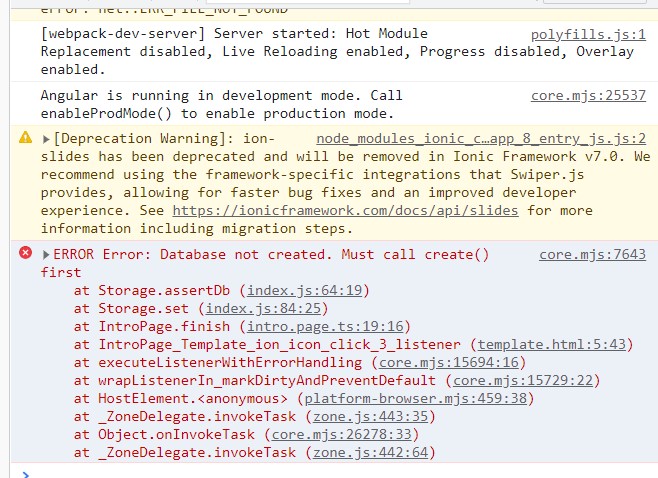 error: net::ERR_FILE_NOT_FOUND
[webpack-dev-server] Server started: Hot Module polyfills.js:1
Replacement disabled, Live Reloading enabled, Progress disabled, Overlay
enabled.
Angular is running in development mode. Call core.mjs:25537
enableProdMode() to enable production mode.
[Deprecation Warning]: ion- node_modules_ionic_c…app_8_entry_js.js:2
slides has been deprecated and will be removed in Ionic Framework v7.0. We
recommend using the framework-specific integrations that Swiper.js
provides, allowing for faster bug fixes and an improved developer
experience. See https://ionicframework.com/docs/api/slides for more
information including migration steps.
ERROR Error: Database not created. Must call create() core.mjs:7643
first
at Storage.assertDb (index.js:64:19)
at Storage.set (index.js:84:25)
at IntroPage.finish (intro.page.ts:19:16)
at IntroPage_Template_ion_icon_click_3_listener (template.html:5:43)
at executeListenerWithErrorHandling (core.mjs:15694:16)
at wrapListenerIn_markDirtyAndPreventDefault (core.mjs:15729:22)
at HostElement.<anonymous> (platform-browser.mjs:459:38)
at _ZoneDelegate.invokeTask (zone.js:443:35)
at Object.onInvokeTask (core.mjs:26278:33)
at _ZoneDelegate.invokeTask (zone.js:442:64)